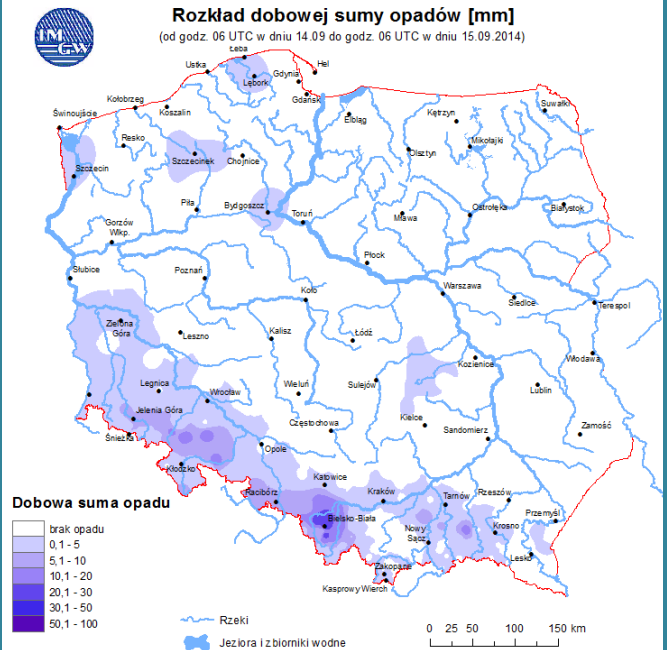 Rozkład dobowej sumy opadów [mm]
(od godz. 06 UTC w dniu 14.09 do godz. 06 UTC w dniu 15.09.2014)
IM
GW
Łeba
Ustka
Hel
Gdynia
Lębork
Gdańsk
Kołobrzeg
Koszalin
Świnoujście
Elbląg
Kętrzyn
Suwałki
Resko
Mikołajki
Olsztyn
Szczecinek
Chojnice
Szczecin
Piła
Bydgoszcz
Toruń
Mława
Ostrołęka
Białystok
Gorzów
Wlkp.
Płock
Słubice
Poznań
Koło
Warszawa
Siedlce
Terespol
Zielona
Góra
Leszno
Kalisz
Łódź
Kozienice
Włodawa
Legnica
Wrocław
Wieluń
Sulejów
Lublin
Jelenia Góra
Częstochowa
Kielce
Sandomierz
Zamość
Śnieżka
Opole
Kłodzko
Katowice
Racibórz
Kraków
Tarnów
Rzeszów
Przemyśl
Bielsko-Biała
Nowy
Sącz
Krosno
Lesko
Zakopane
Kasprowy Wierch
Dobowa suma opadu
brak opadu
0,1 - 5
5,1 - 10
10,1 - 20
20,1 - 30
30,1 - 50
50,1 - 100
Rzeki
Jeziora i zbiorniki wodne
0 25 50 100 150 km